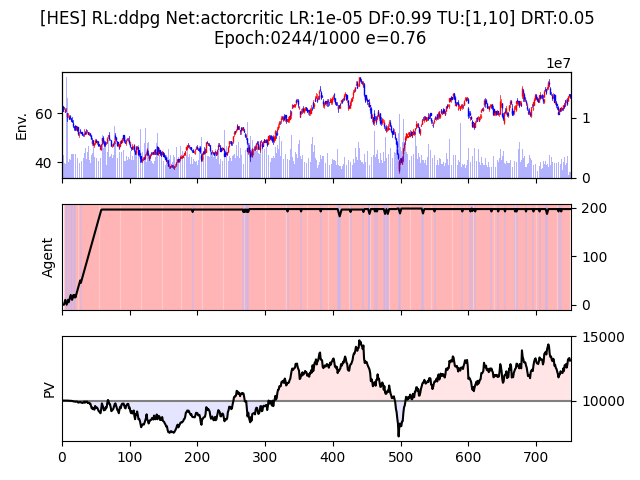 [HES] RL:ddpg Net:actorcritic LR:1e-05 DF:0.99 TU:[1,10] DRT:0.05
Epoch:0244/1000 e=0.76
1e7
Env.
60
40
1
0
Agent
200
100
0
PV
15000
10000
0 100 200 300 400 500 600 700